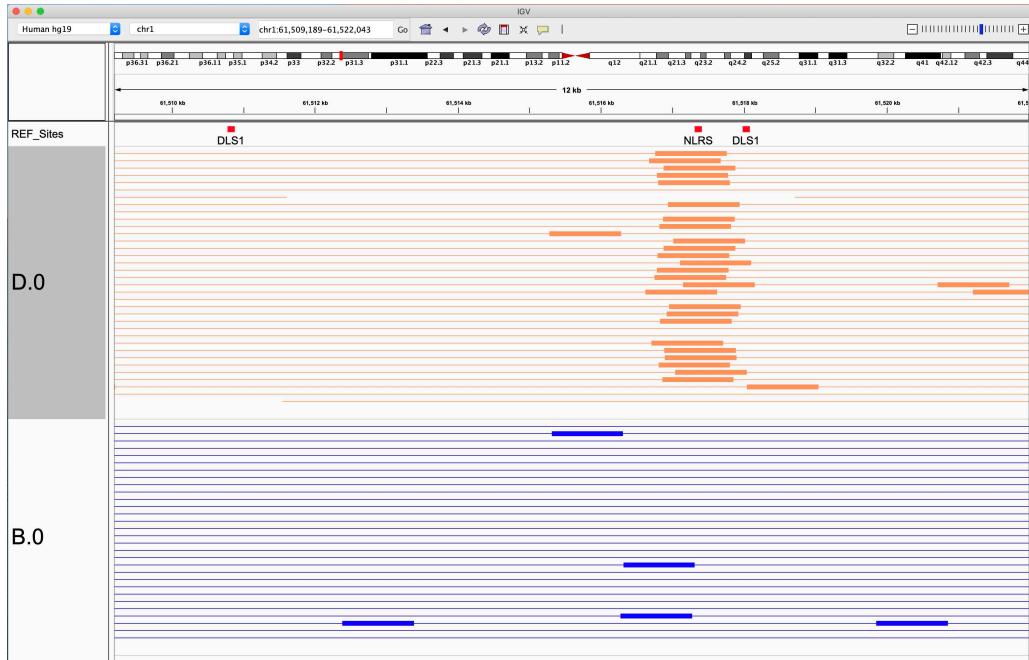 IGV
Human hg19 chr1 chr1:61,509,189-61,522,043 Go
p36.31 p36.21 p36.11 p35.1 p34.2 p33 p32.2 p31.3 p31.1 p22.3 p21.3 p21.1 p13.2 p11.2 q12 q21.1 q21.3 q23.2 q24.2 q25.2 q31.1 q31.3 q32.2 q41 q42.12 q42.3 q44
12 kb
61,510 kb 61,512 kb 61,514 kb 61,516 kb 61,518 kb 61,520 kb 61,5
REF_Sites
DLS1 NLRS DLS1
D.0
B.0